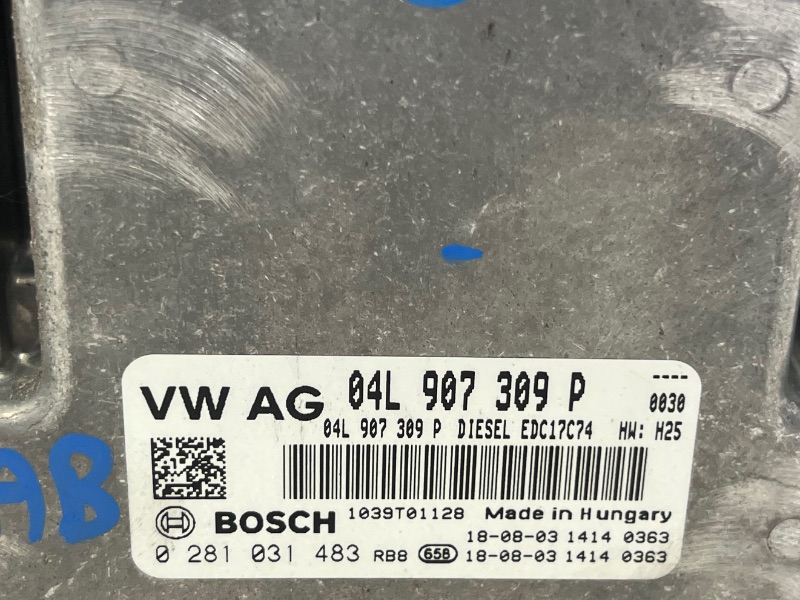 VW AG 04L 907 309 P ----
0030
04L 907 309 P DIESEL EDC17C74 HW: H25
BOSCH 1039T01128 Made in Hungary
18-08-03 1414 0363
0 281 031 483 RB8 658 18-08-03 1414 0363
AB